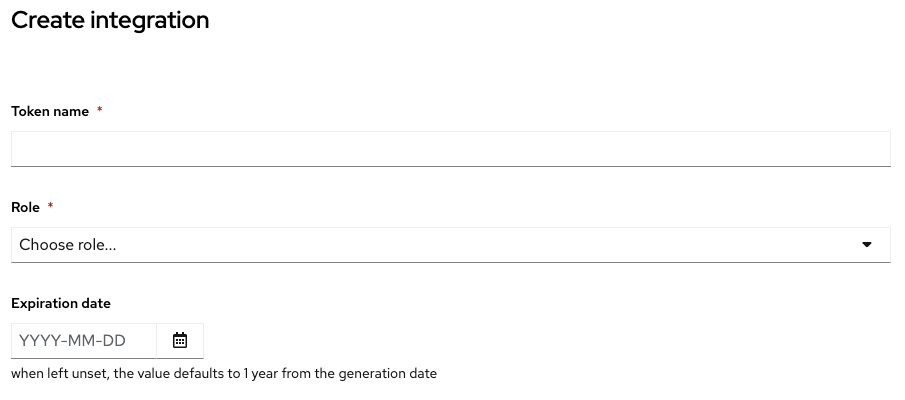 Create integration
Token name *
Role *
Choose role...
Expiration date
YYYY-MM-DD
when left unset, the value defaults to 1 year from the generation date